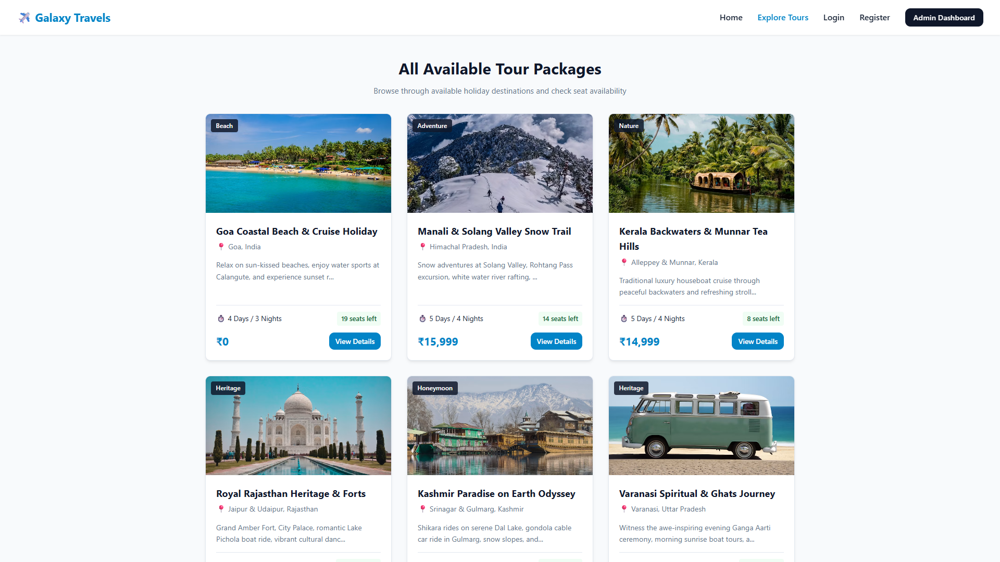 Galaxy Travels
Home
Explore Tours
Login
Register
Admin Dashboard
All Available Tour Packages
Browse through available holiday destinations and check seat availability
Beach
Goa Coastal Beach & Cruise Holiday
Goa, India
Relax on sun-kissed beaches, enjoy water sports at
Calangute, and experience sunset r...
4 Days / 3 Nights
19 seats left
₹0
View Details
Adventure
Manali & Solang Valley Snow Trail
Himachal Pradesh, India
Snow adventures at Solang Valley, Rohtang Pass
excursion, white water river rafting, ...
5 Days / 4 Nights
14 seats left
₹15,999
View Details
Nature
Kerala Backwaters & Munnar Tea
Hills
Alleppey & Munnar, Kerala
Traditional luxury houseboat cruise through
peaceful backwaters and refreshing stroll...
5 Days / 4 Nights
8 seats left
₹14,999
View Details
Heritage
Royal Rajasthan Heritage & Forts
Jaipur & Udaipur, Rajasthan
Grand Amber Fort, City Palace, romantic Lake
Pichola boat ride, vibrant cultural danc...
Honeymoon
Kashmir Paradise on Earth Odyssey
Srinagar & Gulmarg, Kashmir
Shikara rides on serene Dal Lake, gondola cable
car ride in Gulmarg, snow slopes, and...
Heritage
Varanasi Spiritual & Ghats Journey
Varanasi, Uttar Pradesh
Witness the awe-inspiring evening Ganga Aarti
ceremony, morning sunrise boat tours, a...